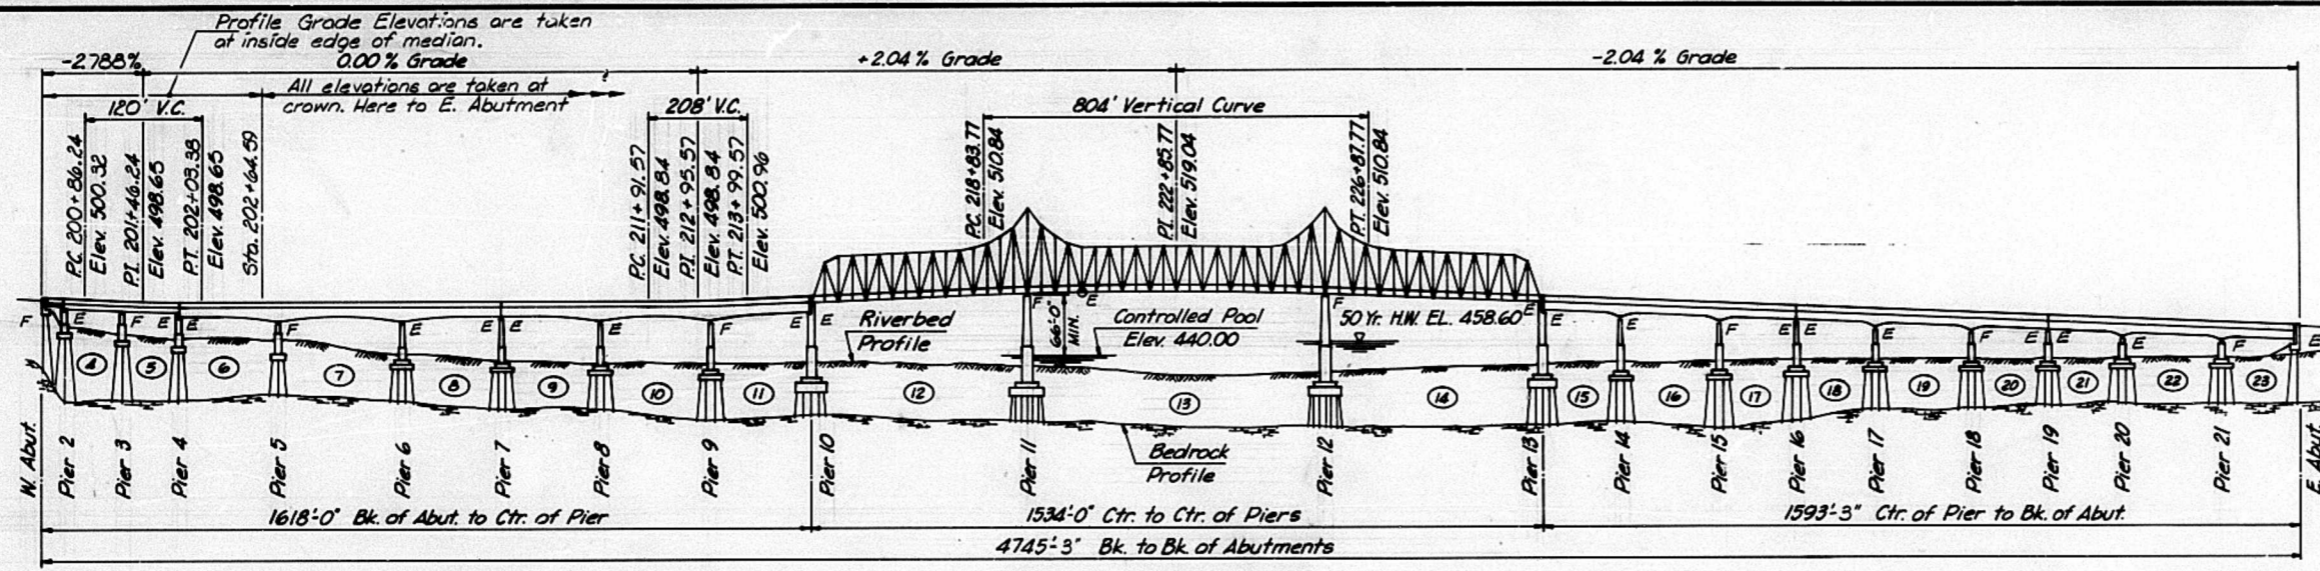 Profile Grade Elevations are taken
at inside edge of median.
-2.788%
0.00% Grade
+2.04% Grade
-2.04% Grade
All elevations are taken at
crown. Here to E. Abutment
120' V.C.
208' V.C.
804' Vertical Curve
P.C. 200+86.24
Elev. 500.32
P.I. 201+46.24
Elev. 498.65
P.T. 202+03.38
Elev. 498.65
Sta. 202+64.59
P.C. 211+91.57
Elev. 498.84
P.I. 212+95.57
Elev. 498.84
P.T. 213+99.57
Elev. 500.96
P.C. 218+83.77
Elev. 510.84
P.I. 222+85.77
Elev. 519.04
P.T. 226+87.77
Elev. 510.84
F E F E F E E E E F E E F E F E E E F E E F E E F E
Riverbed
Profile
66'-0"
MIN.
Controlled Pool
Elev. 440.00
50 Yr. H.W. EL. 458.60
4 5 6 7 8 9 10 11 12 13 14 15 16 17 18 19 20 21 22 23
Bedrock
Profile
W. Abut.
Pier 2
Pier 3
Pier 4
Pier 5
Pier 6
Pier 7
Pier 8
Pier 9
Pier 10
Pier 11
Pier 12
Pier 13
Pier 14
Pier 15
Pier 16
Pier 17
Pier 18
Pier 19
Pier 20
Pier 21
E. Abut.
1618'-0" Bk. of Abut. to Ctr. of Pier
1534'-0" Ctr. to Ctr. of Piers
1593'-3" Ctr. of Pier to Bk. of Abut.
4745'-3" Bk. to Bk. of Abutments